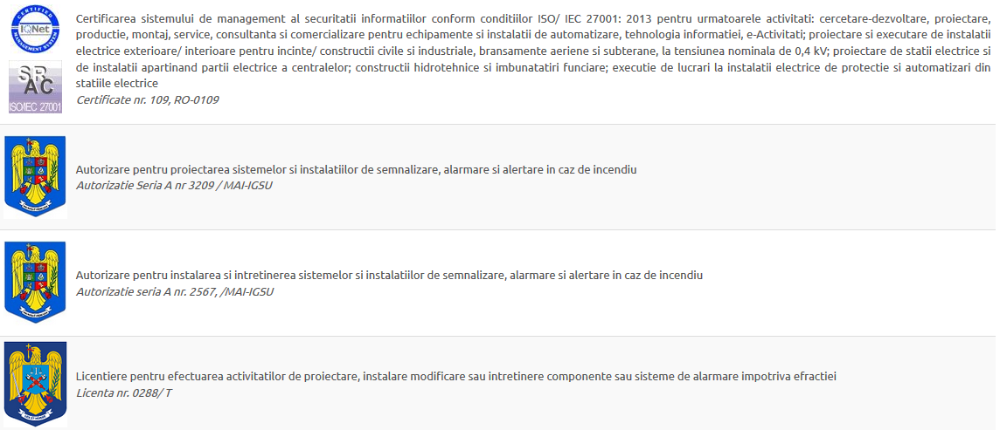 CERTIFIED
IQNet
MANAGEMENT SYSTEM
Certificarea sistemului de management al securitatii informatiilor conform conditiilor ISO/ IEC 27001: 2013 pentru urmatoarele activitati: cercetare-dezvoltare, proiectare,
productie, montaj, service, consultanta si comercializare pentru echipamente si instalatii de automatizare, tehnologia informatiei, e-Activitati; proiectare si executare de instalatii
electrice exterioare/ interioare pentru incinte/ constructii civile si industriale, bransamente aeriene si subterane, la tensiunea nominala de 0,4 kV; proiectare de statii electrice si
de instalatii apartinand partii electrice a centralelor; constructii hidrotehnice si imbunatatiri funciare; executie de lucrari la instalatii electrice de protectie si automatizari din
statiile electrice
Certificate nr. 109, RO-0109
SR
AC
ISO/IEC 27001
Autorizare pentru proiectarea sistemelor si instalatiilor de semnalizare, alarmare si alertare in caz de incendiu
Autorizatie Seria A nr 3209 / MAI-IGSU
Autorizare pentru instalarea si intretinerea sistemelor si instalatiilor de semnalizare, alarmare si alertare in caz de incendiu
Autorizatie seria A nr. 2567, /MAI-IGSU
Licentiere pentru efectuarea activitatilor de proiectare, instalare modificare sau intretinere componente sau sisteme de alarmare impotriva efractiei
Licenta nr. 0288/ T